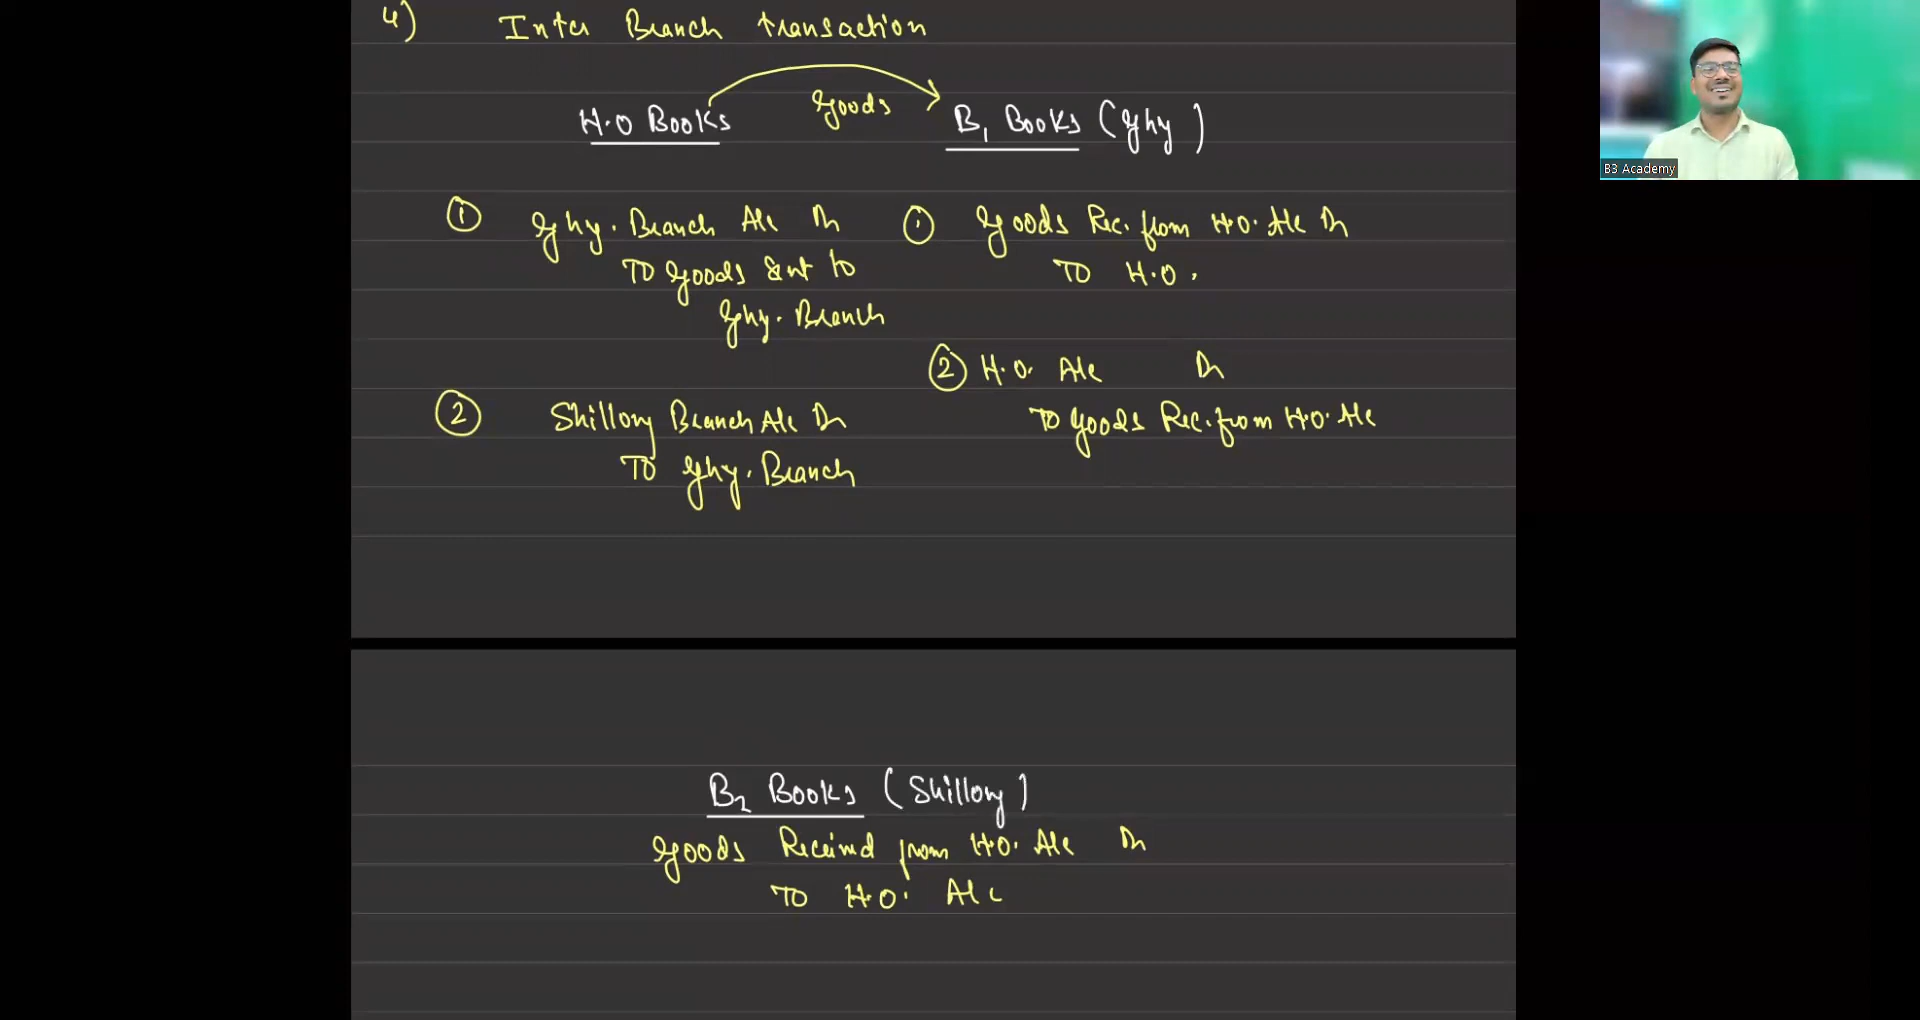 4) Inter Branch transaction
Goods
H.O Books
B1 Books (Ghy)
① Ghy. Branch A/c Dr
To Goods Sent to
Ghy. Branch
② Shillong Branch A/c Dr
To Ghy. Branch
① Goods Rec. from H.O. A/c Dr
To H.O.
② H.O. A/c Dr
To Goods Rec. from H.O. A/c
B2 Books (Shillong)
Goods Received from H.O. A/c Dr
To H.O. A/c
B3 Academy